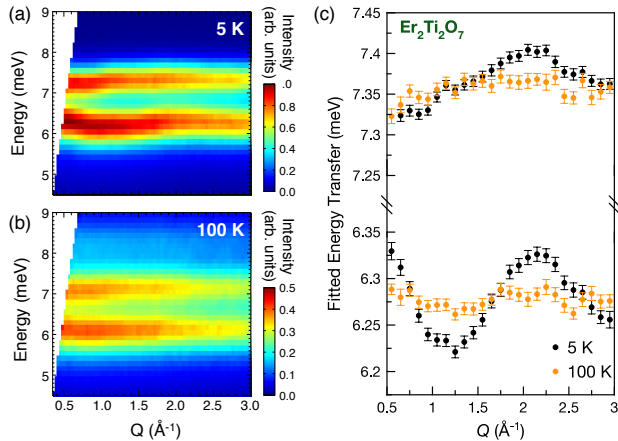 (a)
5 K
Energy (meV)
9
8
7
6
5
Intensity
(arb. units)
.0
0.8
0.6
0.4
0.2
0.0
(b)
100 K
Energy (meV)
9
8
7
6
5
0.5
1.0
1.5
2.0
2.5
3.0
Q (Å⁻¹)
Intensity
(arb. units)
0.5
0.4
0.3
0.2
0.1
0.0
(c)
Er₂Ti₂O₇
Fitted Energy Transfer (meV)
7.45
7.4
7.35
7.3
7.25
6.35
6.3
6.25
6.2
0.5
1
1.5
2
2.5
3
Q (Å⁻¹)
5 K
100 K